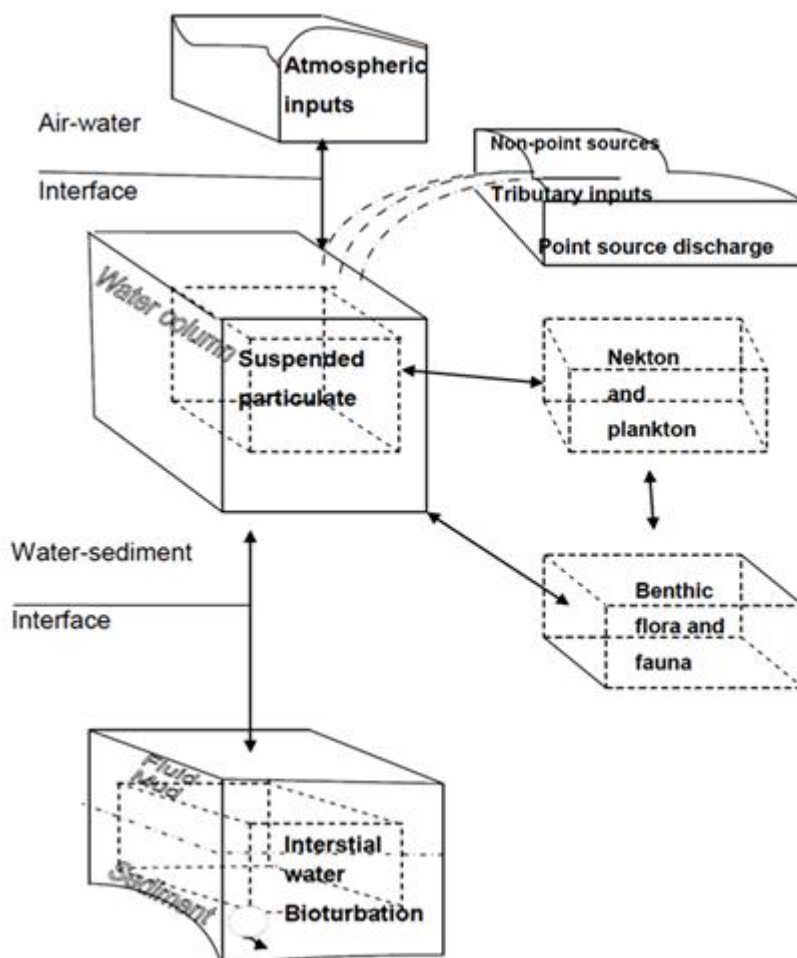 Atmospheric
inputs
Air-water
Interface
Non-point sources
Tributary inputs
Point source discharge
Water column
Suspended
particulate
Nekton
and
plankton
Water-sediment
Interface
Benthic
flora and
fauna
Fluid
Mud
Sediment
Interstial
water
Bioturbation